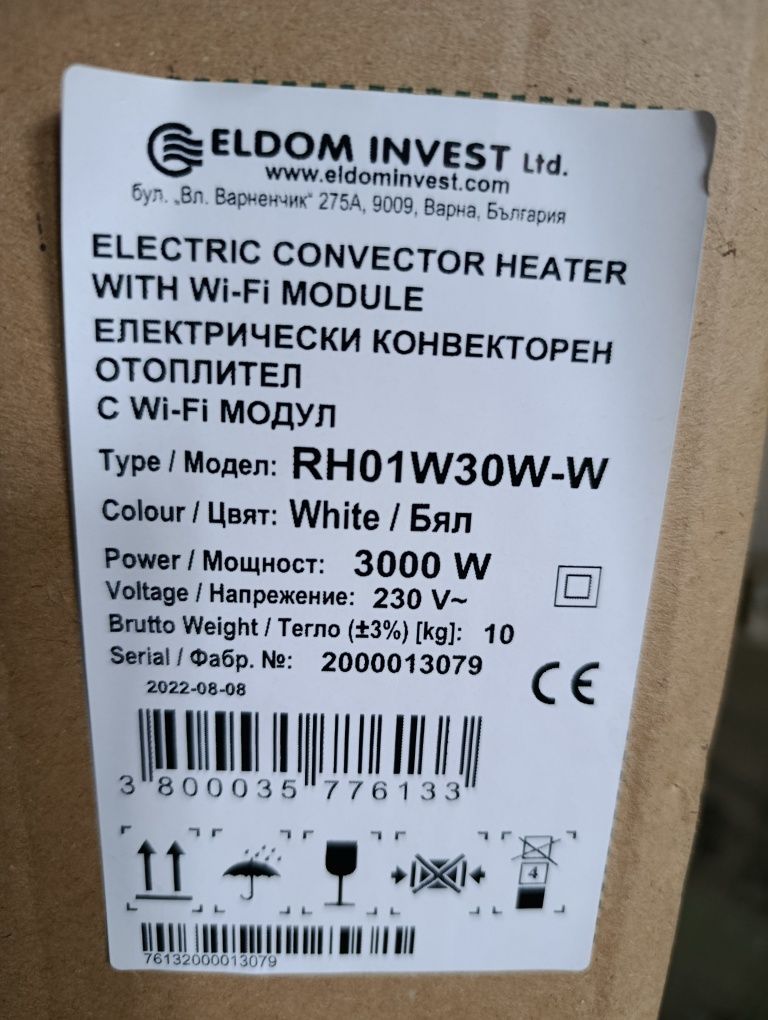 ELDOM INVEST Ltd.
www.eldominvest.com
бул. „Вл. Варненчик“ 275А, 9009, Варна, България
ELECTRIC CONVECTOR HEATER
WITH Wi-Fi MODULE
ЕЛЕКТРИЧЕСКИ КОНВЕКТОРЕН
ОТОПЛИТЕЛ
С Wi-Fi МОДУЛ
Type / Модел: RH01W30W-W
Colour / Цвят: White / Бял
Power / Мощност: 3000 W
Voltage / Напрежение: 230 V~
Brutto Weight / Тегло (±3%) [kg]: 10
Serial / Фабр. №: 2000013079
2022-08-08
CE
3 800035 776133
4
76132000013079